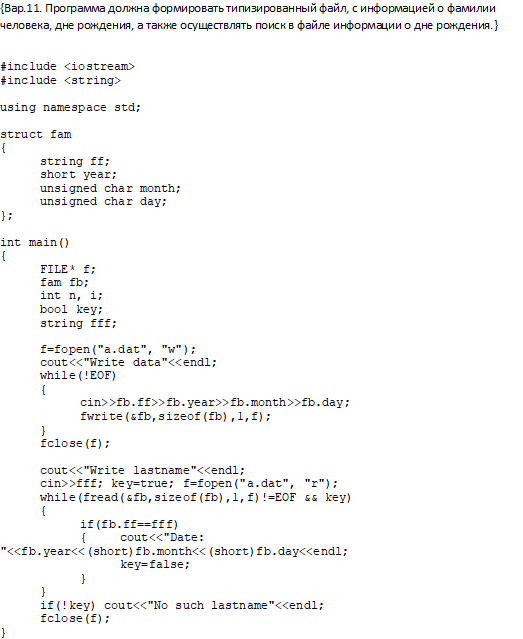 {Вар.11. Программа должна формировать типизированный файл, с информацией о фамилии
человека, дне рождения, а также осуществлять поиск в файле информации о дне рождения.}
#include <iostream>
#include <string>
using namespace std;
struct fam
{
string ff;
short year;
unsigned char month;
unsigned char day;
};
int main()
{
FILE* f;
fam fb;
int n, i;
bool key;
string fff;
f=fopen("a.dat", "w");
cout<<"Write data"<<endl;
while(!EOF)
{
cin>>fb.ff>>fb.year>>fb.month>>fb.day;
fwrite(&fb,sizeof(fb),1,f);
}
fclose(f);
cout<<"Write lastname"<<endl;
cin>>fff; key=true; f=fopen("a.dat", "r");
while(fread(&fb,sizeof(fb),1,f)!=EOF && key)
{
if(fb.ff==fff)
{ cout<<"Date:
"<<fb.year<<(short)fb.month<<(short)fb.day<<endl;
key=false;
}
}
if(!key) cout<<"No such lastname"<<endl;
fclose(f);
}